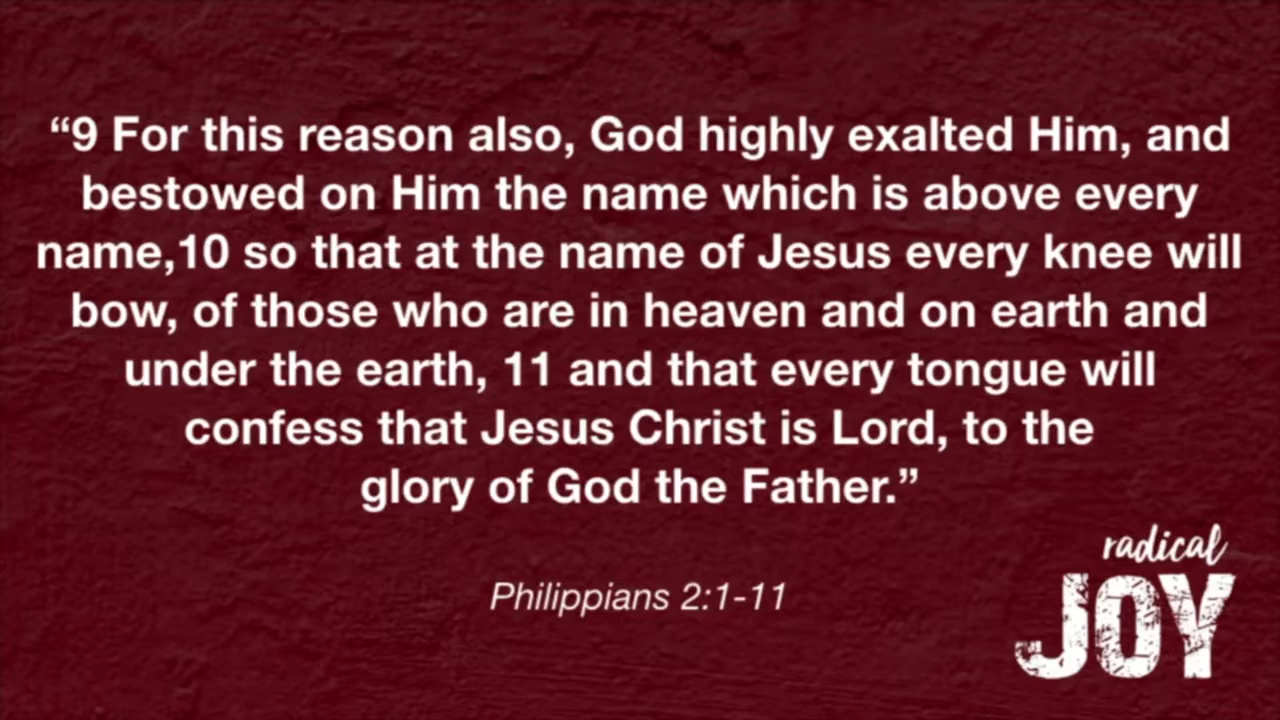 “9 For this reason also, God highly exalted Him, and
bestowed on Him the name which is above every
name,10 so that at the name of Jesus every knee will
bow, of those who are in heaven and on earth and
under the earth, 11 and that every tongue will
confess that Jesus Christ is Lord, to the
glory of God the Father.”
Philippians 2:1-11
radical
JOY